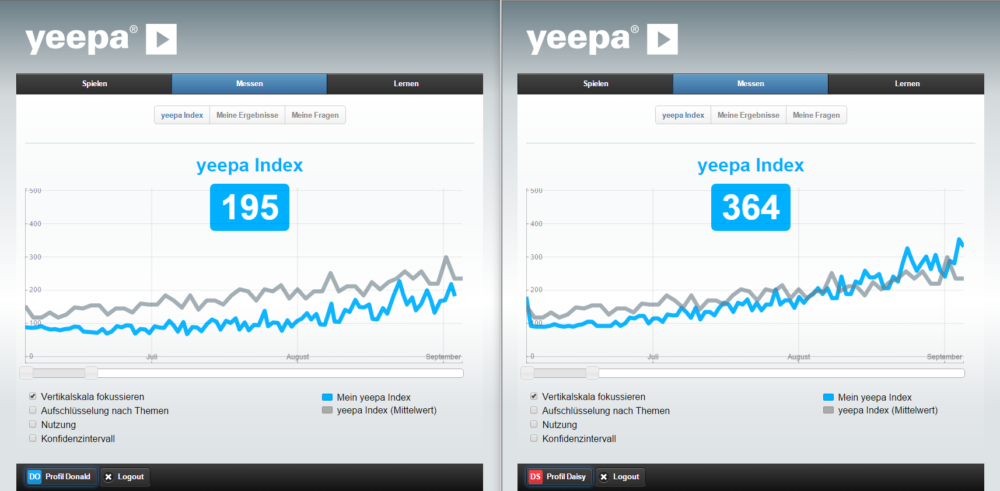 yeepa®
Spielen Messen Lernen
yeepa Index Meine Ergebnisse Meine Fragen
yeepa Index
195
500
400
300
200
100
0
Juli August September
Vertikalskala fokussieren
Aufschlüsselung nach Themen
Nutzung
Konfidenzintervall
Mein yeepa Index
yeepa Index (Mittelwert)
DO Profil Donald Logout
yeepa®
Spielen Messen Lernen
yeepa Index Meine Ergebnisse Meine Fragen
yeepa Index
364
500
400
300
200
100
0
Juli August September
Vertikalskala fokussieren
Aufschlüsselung nach Themen
Nutzung
Konfidenzintervall
Mein yeepa Index
yeepa Index (Mittelwert)
DS Profil Daisy Logout